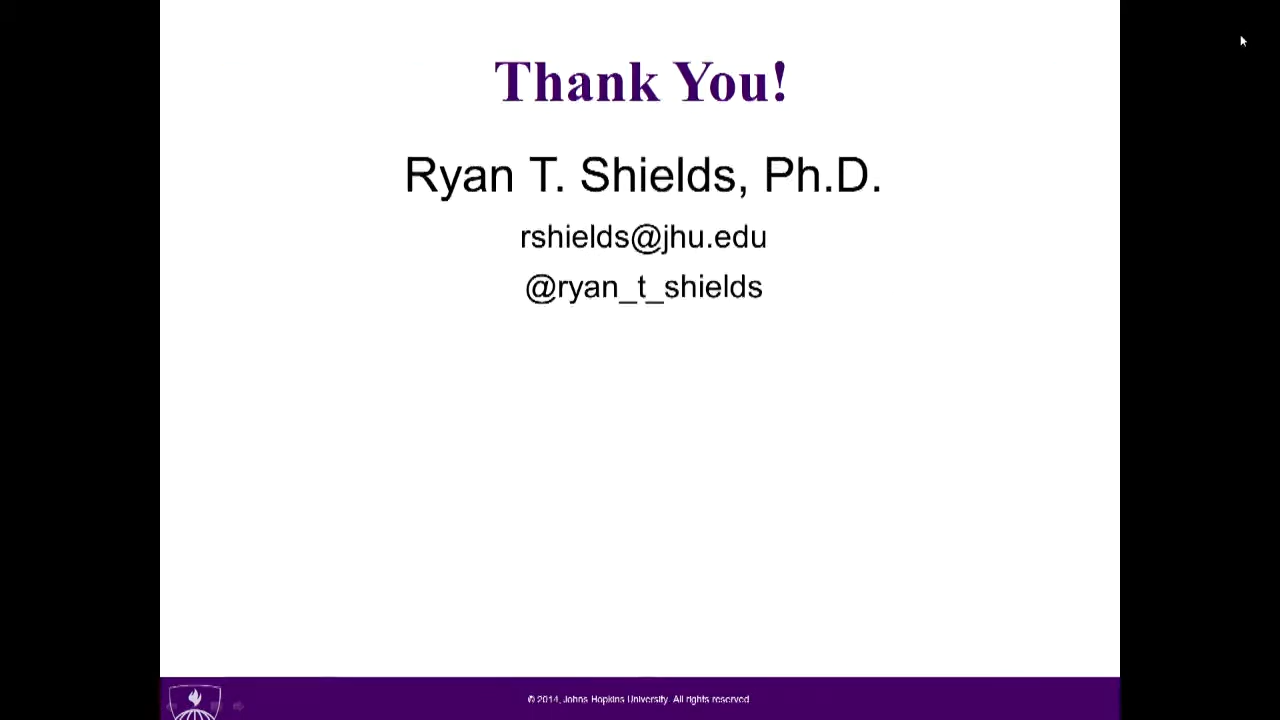 Thank You!
Ryan T. Shields, Ph.D.
rshields@jhu.edu
@ryan_t_shields
© 2014, Johns Hopkins University. All rights reserved.